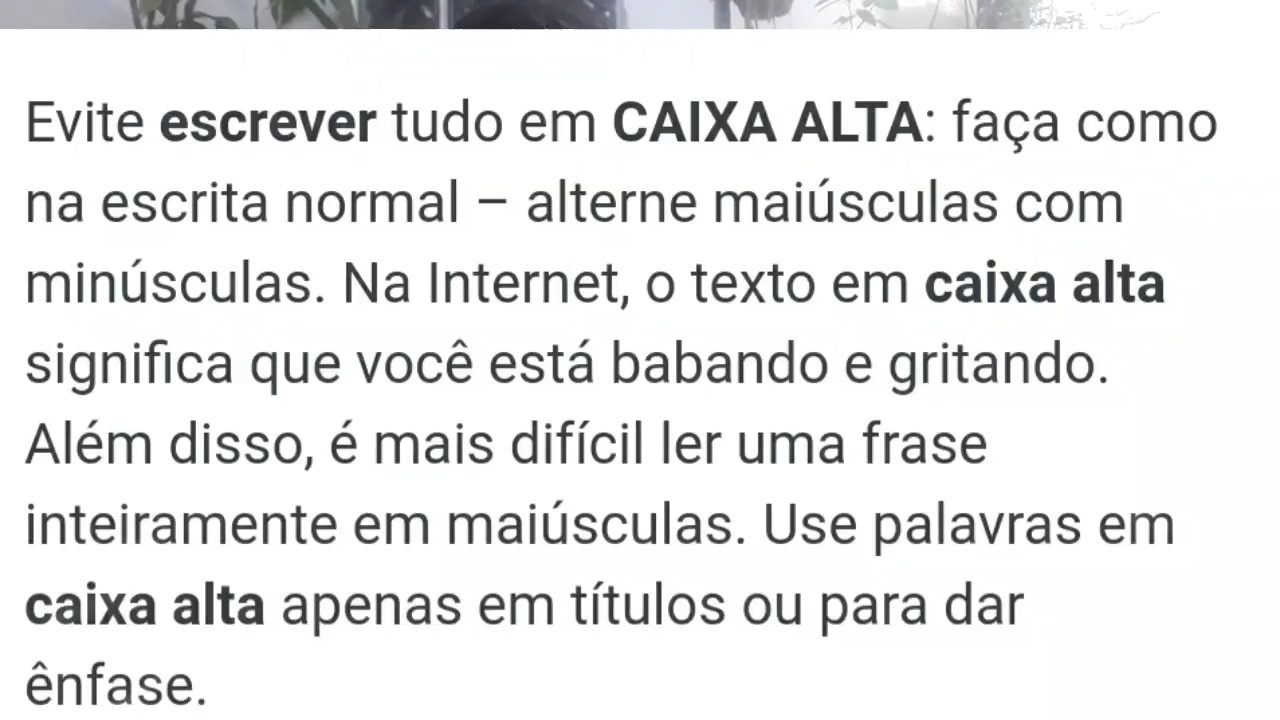 Evite escrever tudo em CAIXA ALTA: faça como
na escrita normal – alterne maiúsculas com
minúsculas. Na Internet, o texto em caixa alta
significa que você está babando e gritando.
Além disso, é mais difícil ler uma frase
inteiramente em maiúsculas. Use palavras em
caixa alta apenas em títulos ou para dar
ênfase.